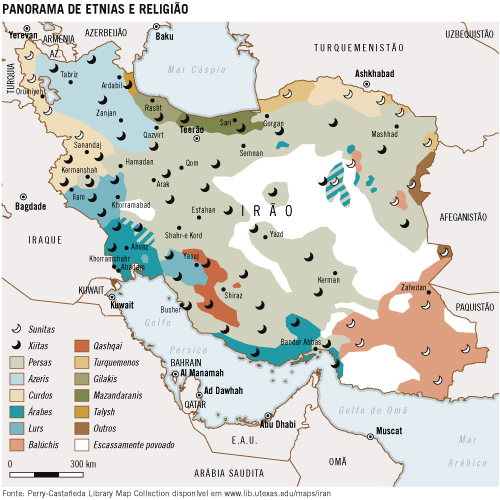 PANORAMA DE ETNIAS E RELIGIÃO
Yerevan
ARMENIA
AZERBEIJÃO
Baku
UZBEQUISTÃO
AZ.
TURQUEMENISTÃO
TURQUIA
Tabriz
Mar Cáspio
Ardabil
Ashkhabad
Orumiyeh
Zanjan
Rasht
Sari
Gorgan
Qazvirt
Teerão
Mashhad
Sanandaj
Semnan
Hamadan
Qom
Kermanshah
Arak
Ilam
Khorramabad
IRÃO
Bagdade
Esfahan
AFEGANISTÃO
Shahr-e Kord
Yazd
IRAQUE
Ahvaz
Yasuj
Khorramshahr
Abadan
Kerman
Zahedan
KUWAIT
Shiraz
PAQUISTÃO
Kuwait
Busher
Golfo
Pérsico
Bandar Abbas
BAHRAIN
Al Manamah
Ad Dawhah
QATAR
Abu Dhabi
Golfo de Omã
Muscat
E.A.U.
Mar
Arábico
OMÃ
ARÁBIA SAUDITA
Sunitas
Xiitas
Persas
Azeris
Curdos
Árabes
Lurs
Balúchis
Qashqai
Turquemenos
Gilakis
Mazandaranis
Talysh
Outros
Escassamente povoado
0 300 km
Fonte: Perry-Castañeda Library Map Collection disponível em www.lib.utexas.edu/maps/iran